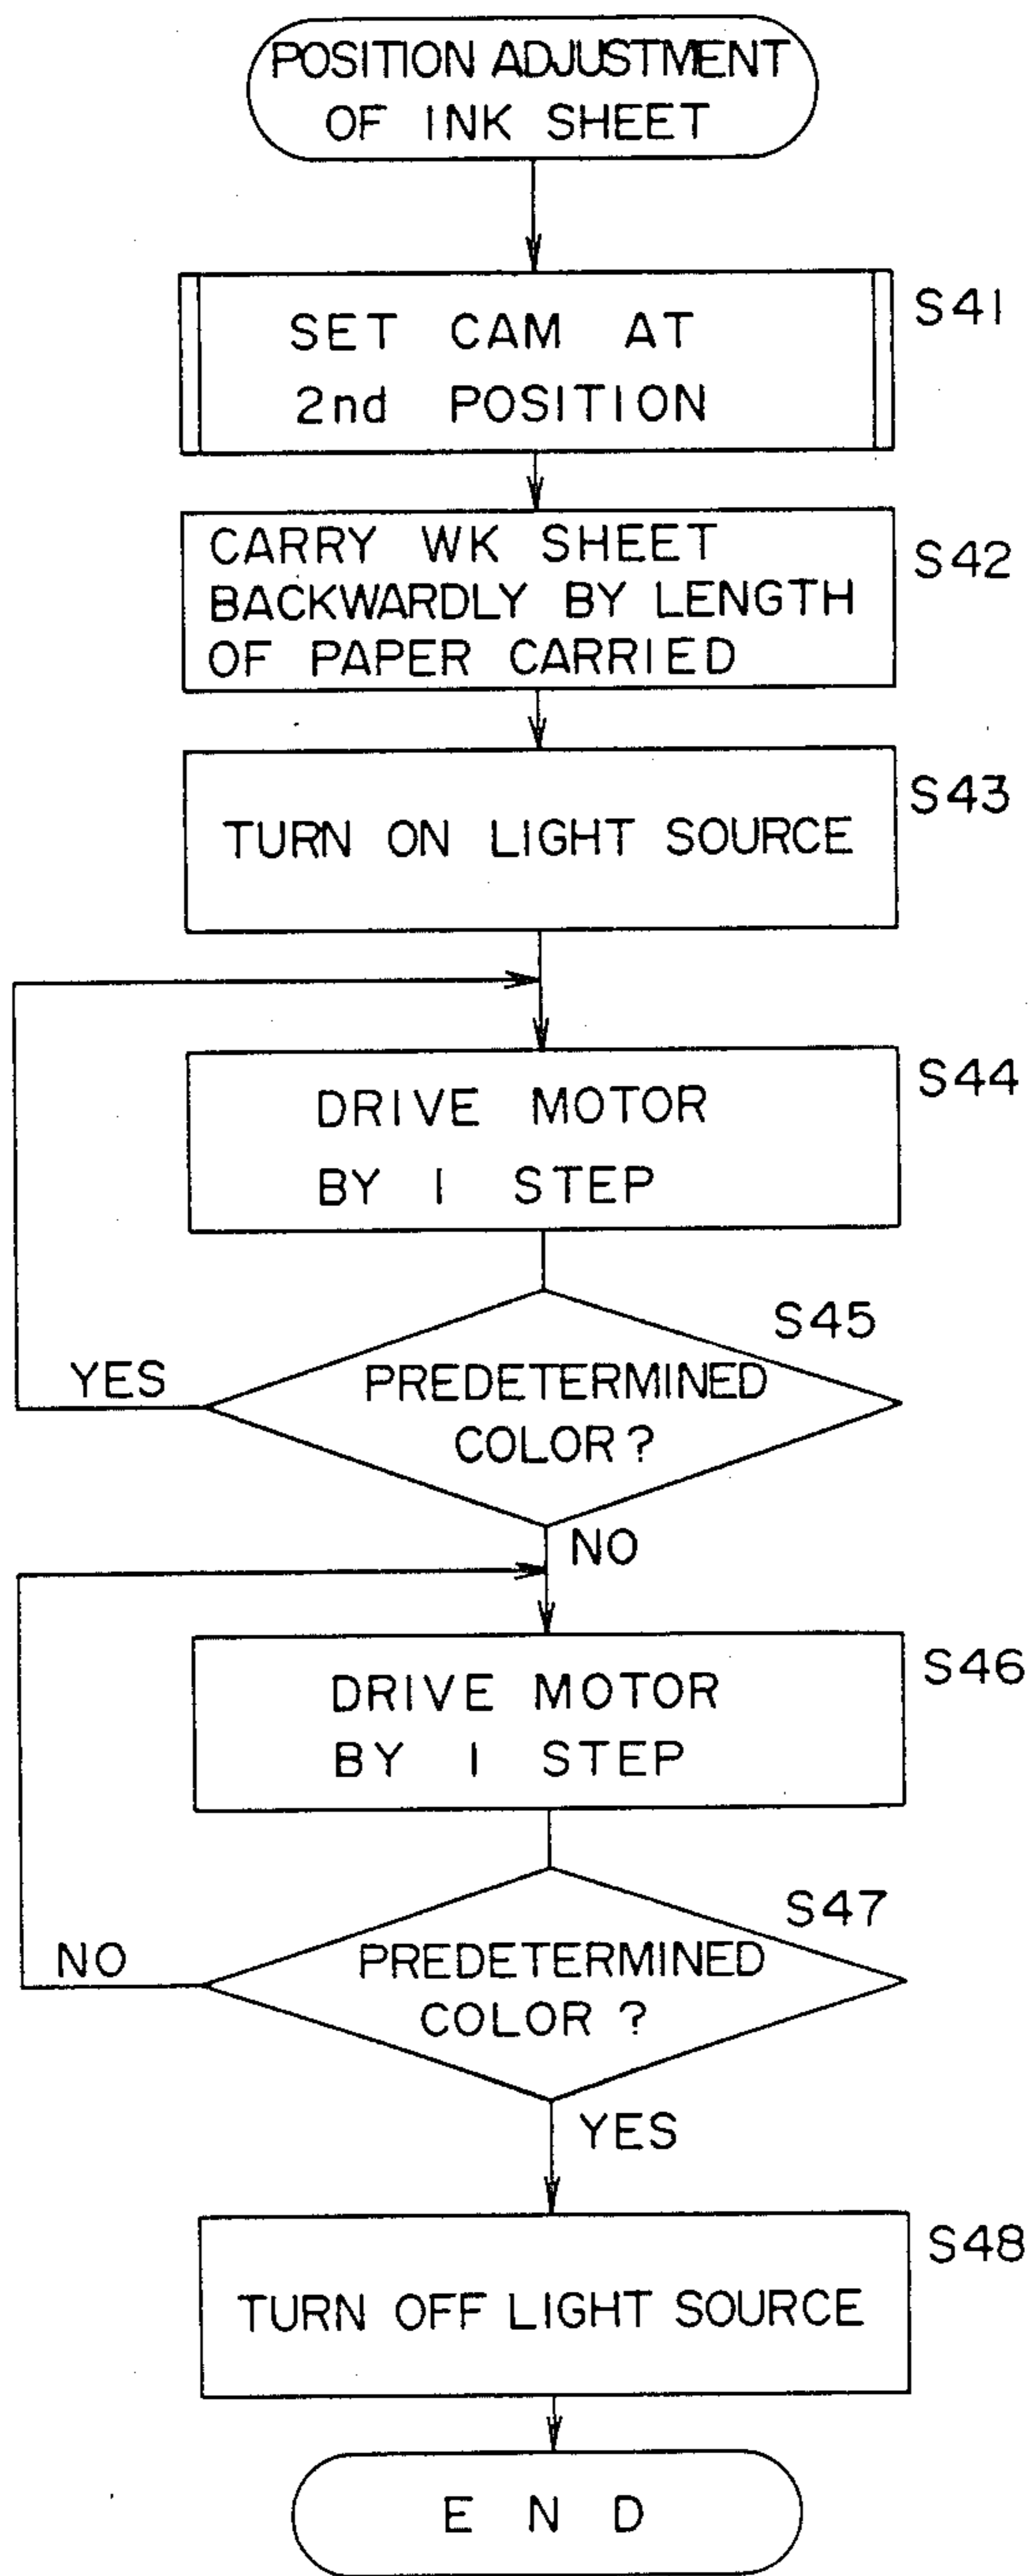 POSITION ADJUSTMENT
OF INK SHEET
SET CAM AT
2nd POSITION
S41
CARRY WK SHEET
BACKWARDLY BY LENGTH
OF PAPER CARRIED
S42
TURN ON LIGHT SOURCE
S43
DRIVE MOTOR
BY 1 STEP
S44
PREDETERMINED
COLOR?
S45
YES
NO
DRIVE MOTOR
BY 1 STEP
S46
PREDETERMINED
COLOR ?
S47
NO
YES
TURN OFF LIGHT SOURCE
S48
END